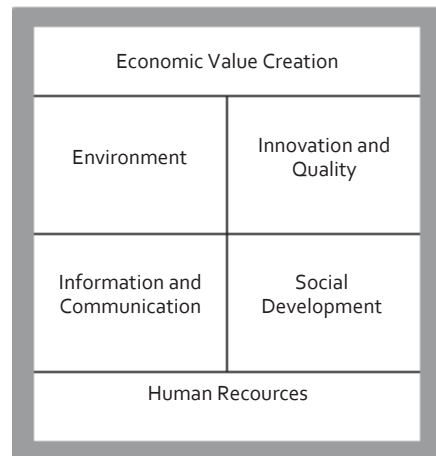 Economic Value Creation
Environment
Innovation and
Quality
Information and
Communication
Social
Development
Human Recources